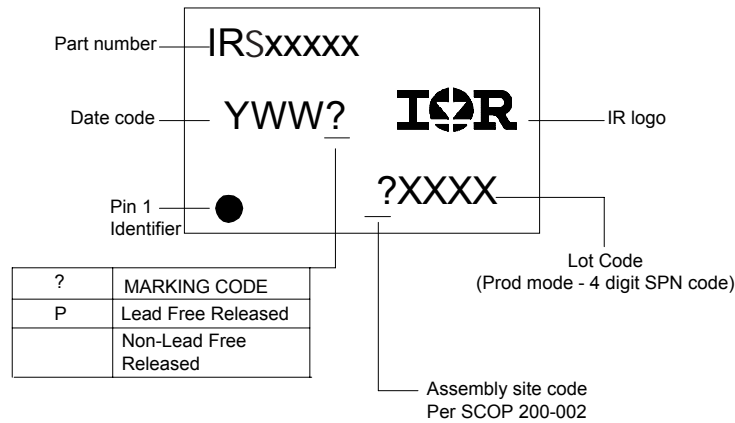 Part number
IRSxxxxx
Date code
YWW?
IOR
IR logo
?XXXX
Pin 1
Identifier
Lot Code
(Prod mode - 4 digit SPN code)
? MARKING CODE
P Lead Free Released
Non-Lead Free
Released
Assembly site code
Per SCOP 200-002